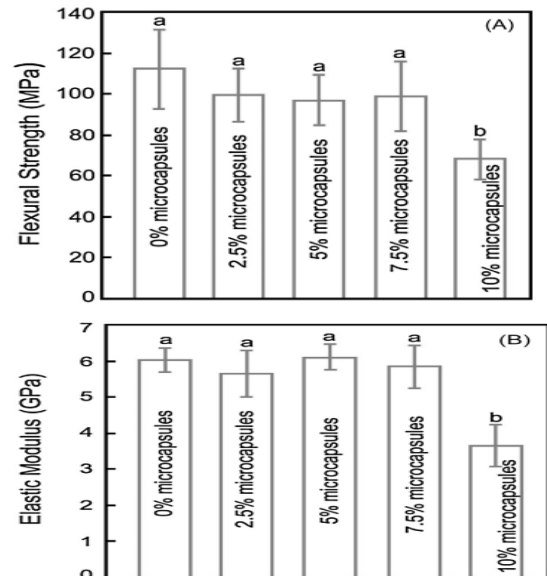 (A)
Flexural Strength (MPa)
140
120
100
80
60
40
20
0
a
a
a
a
b
0% microcapsules
2.5% microcapsules
5% microcapsules
7.5% microcapsules
10% microcapsules
(B)
Elastic Modulus (GPa)
7
6
5
4
3
2
1
0
a
a
a
a
b
0% microcapsules
2.5% microcapsules
5% microcapsules
7.5% microcapsules
10% microcapsules